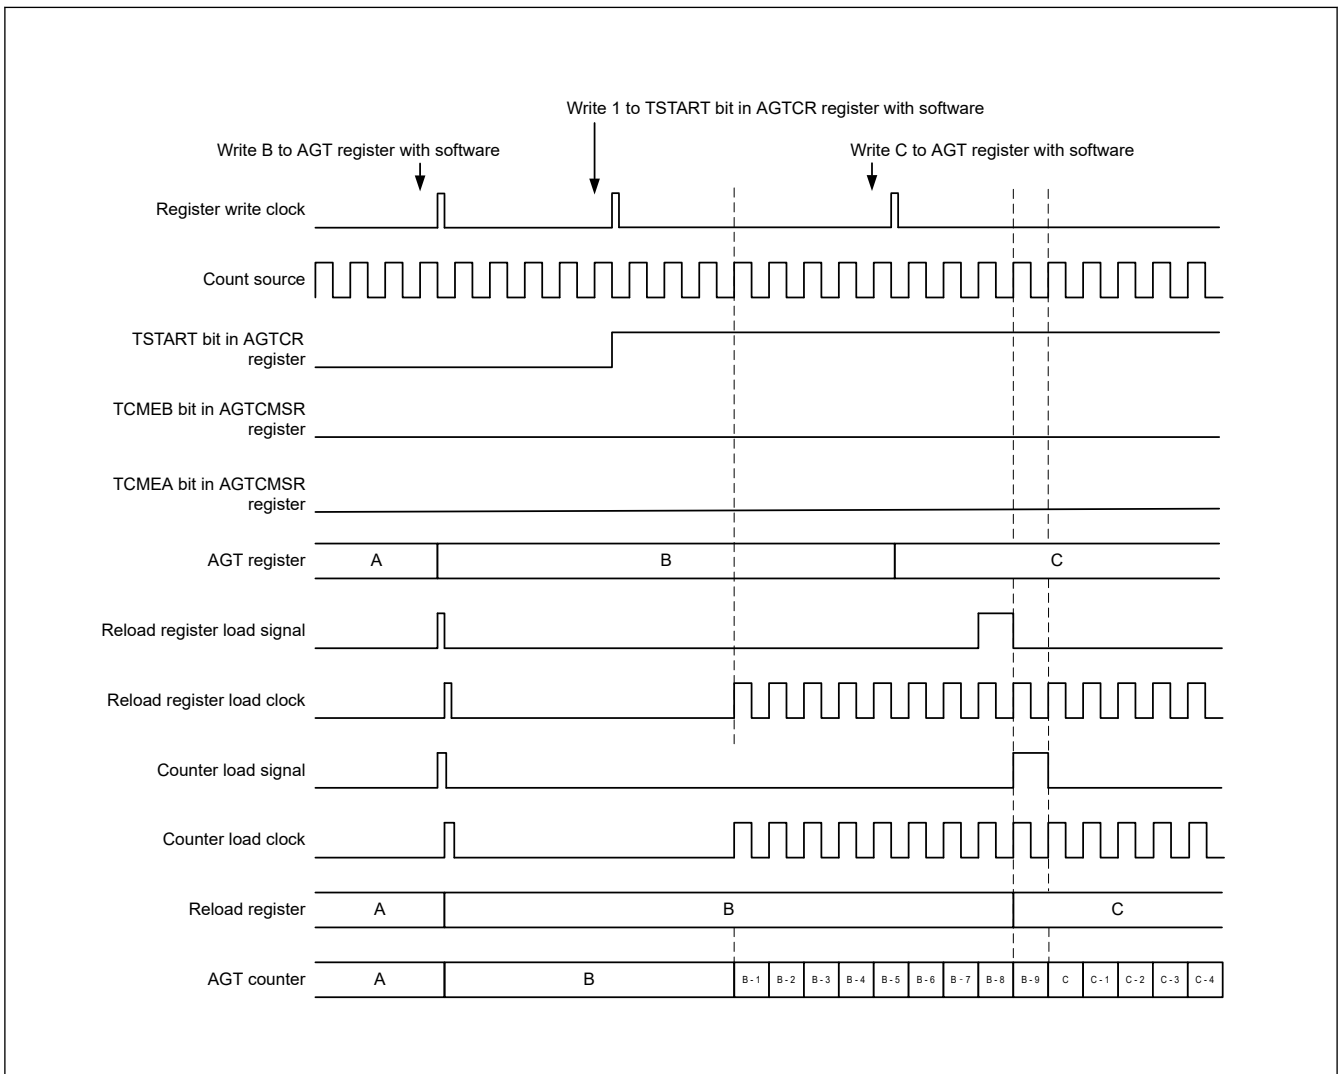 Write 1 to TSTART bit in AGTCR register with software
Write B to AGT register with software
Write C to AGT register with software
Register write clock
Count source
TSTART bit in AGTCR
register
TCMEB bit in AGTCMSR
register
TCMEA bit in AGTCMSR
register
AGT register
A
B
C
Reload register load signal
Reload register load clock
Counter load signal
Counter load clock
Reload register
A
B
C
AGT counter
A
B
B - 1
B - 2
B - 3
B - 4
B - 5
B - 6
B - 7
B - 8
B - 9
C
C - 1
C - 2
C - 3
C - 4